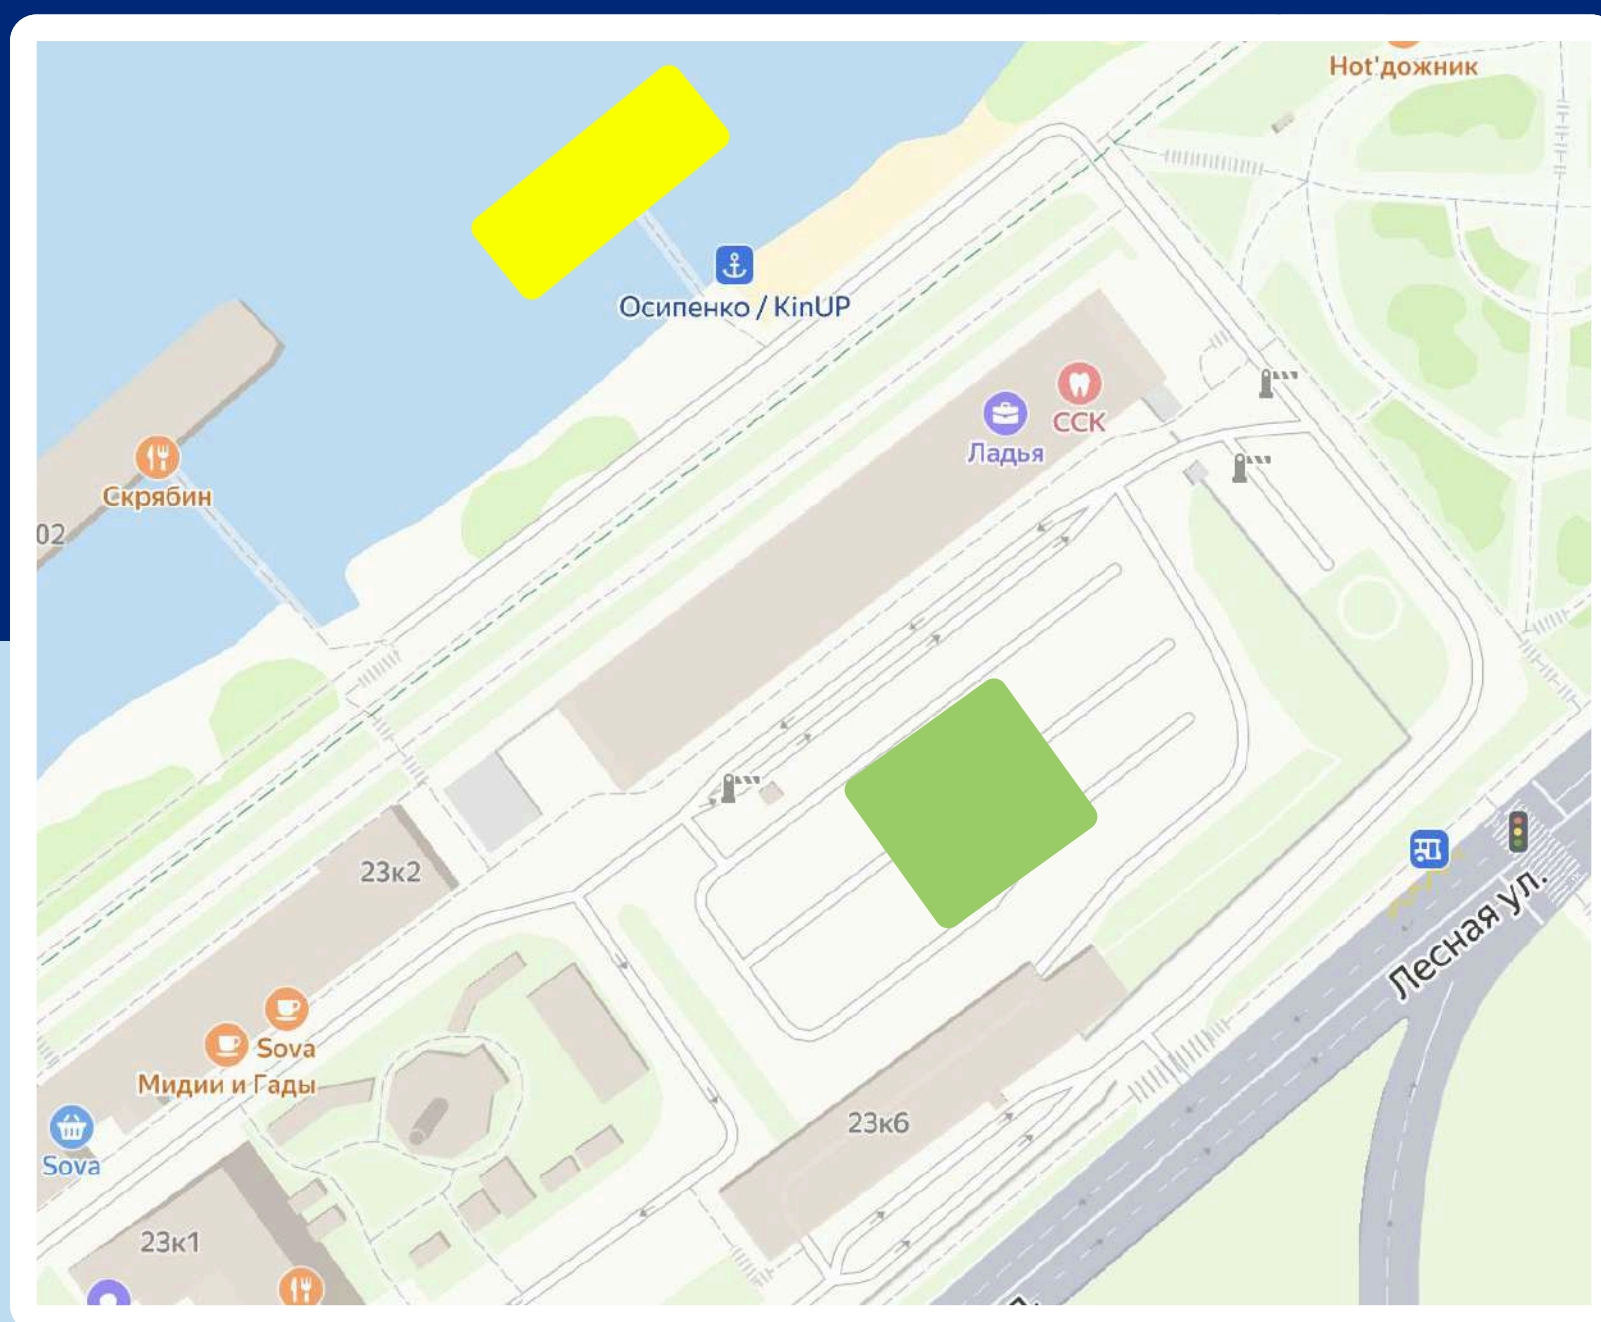 Hot'дожник
Осипенко / KinUP
ССК
Ладья
Скрябин
02
23к2
Лесная ул.
Sova
Мидии и Гады
23к6
Sova
23к1